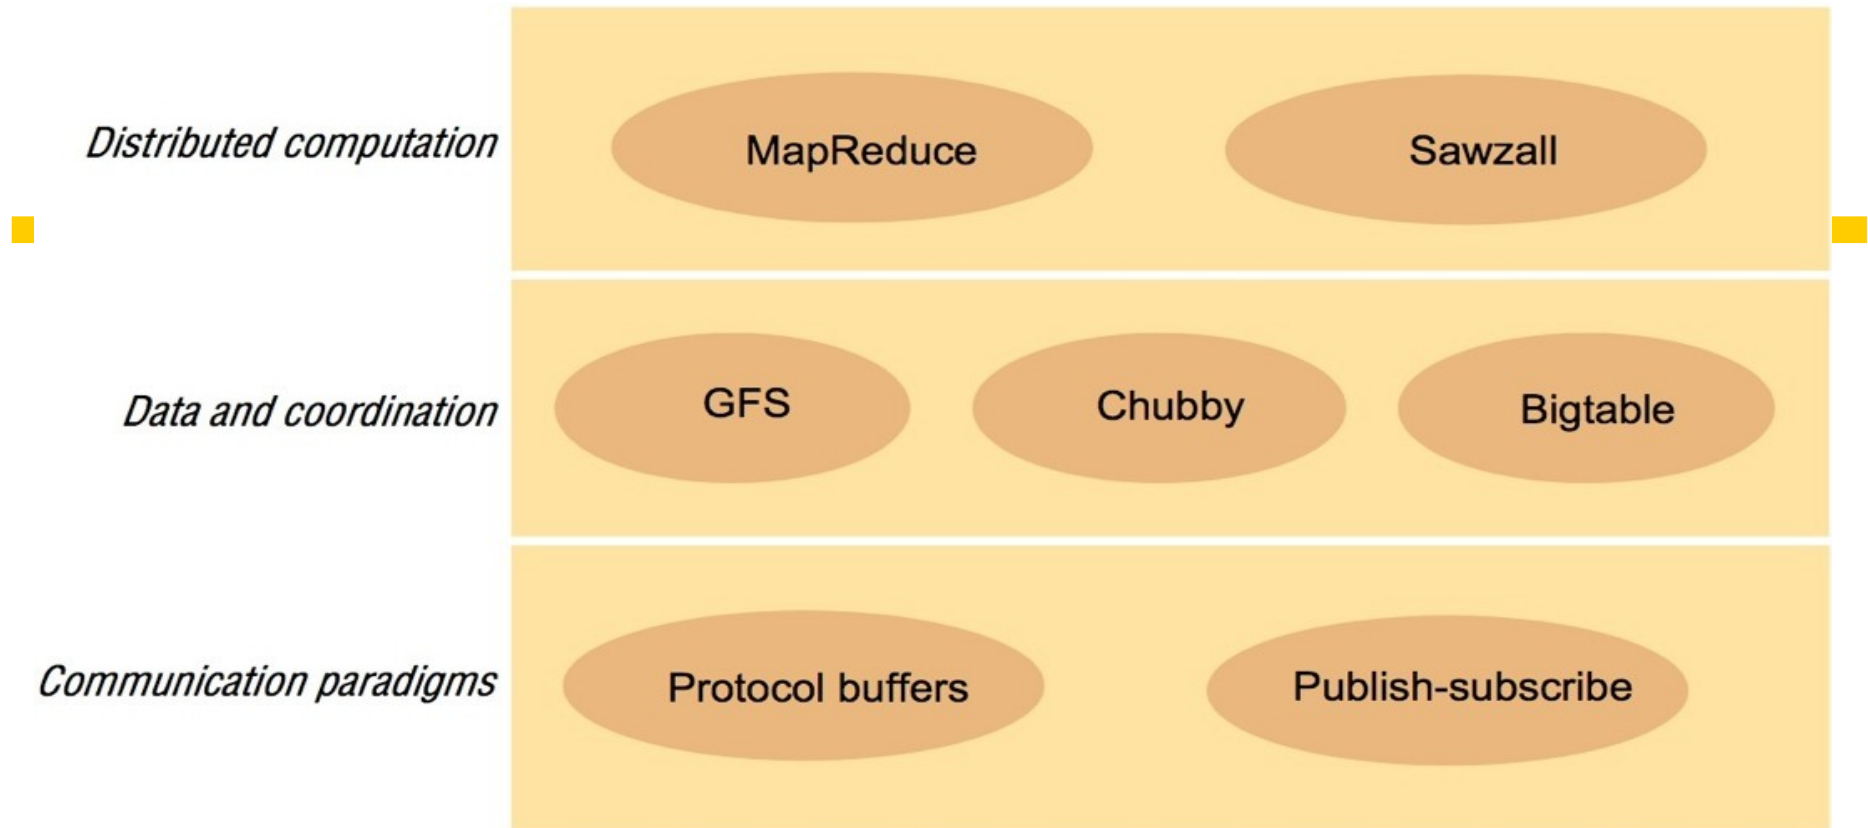 Distributed computation
MapReduce
Sawzall
Data and coordination
GFS
Chubby
Bigtable
Communication paradigms
Protocol buffers
Publish-subscribe